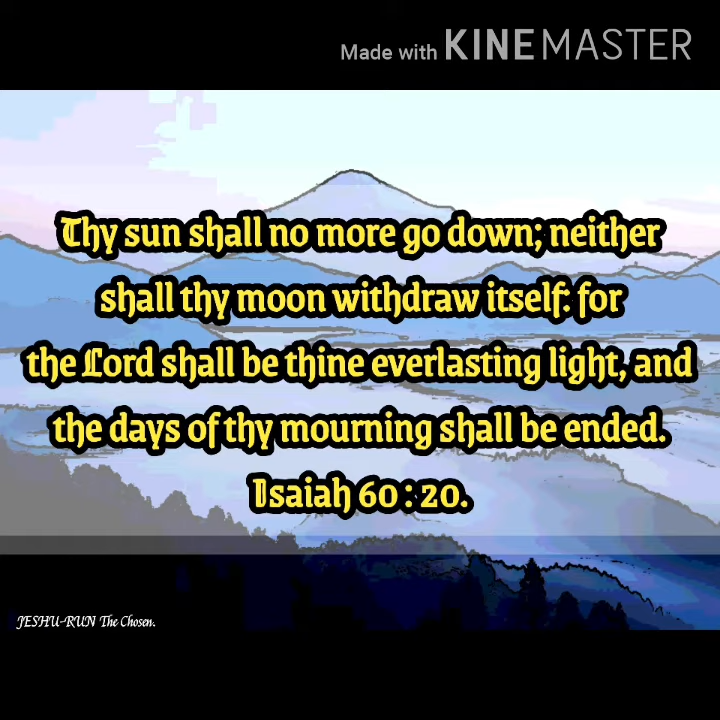 Made with KINEMASTER
Thy sun shall no more go down; neither
shall thy moon withdraw itself: for
the Lord shall be thine everlasting light, and
the days of thy mourning shall be ended.
Isaiah 60 : 20.
JESHU-RUN The Chosen.